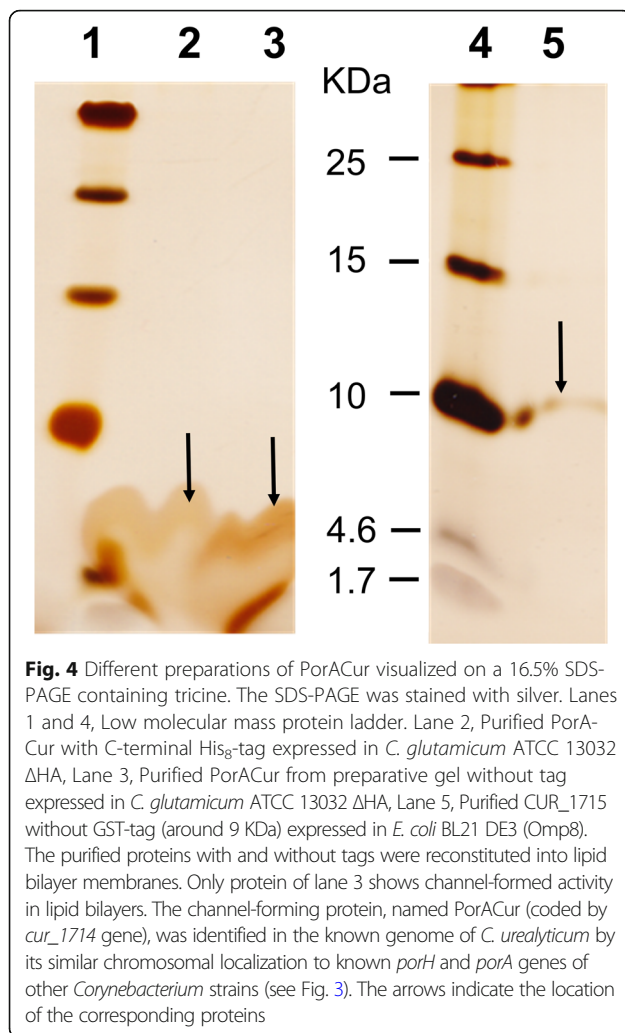 1 2 3 4 5
KDa
25
15
10
4.6
1.7
Fig. 4 Different preparations of PorACur visualized on a 16.5% SDS-
PAGE containing tricine. The SDS-PAGE was stained with silver. Lanes
1 and 4, Low molecular mass protein ladder. Lane 2, Purified PorA-
Cur with C-terminal His₈-tag expressed in C. glutamicum ATCC 13032
ΔHA, Lane 3, Purified PorACur from preparative gel without tag
expressed in C. glutamicum ATCC 13032 ΔHA, Lane 5, Purified CUR_1715
without GST-tag (around 9 KDa) expressed in E. coli BL21 DE3 (Omp8).
The purified proteins with and without tags were reconstituted into lipid
bilayer membranes. Only protein of lane 3 shows channel-formed activity
in lipid bilayers. The channel-forming protein, named PorACur (coded by
cur_1714 gene), was identified in the known genome of C. urealyticum by
its similar chromosomal localization to known porH and porA genes of
other Corynebacterium strains (see Fig. 3). The arrows indicate the location
of the corresponding proteins